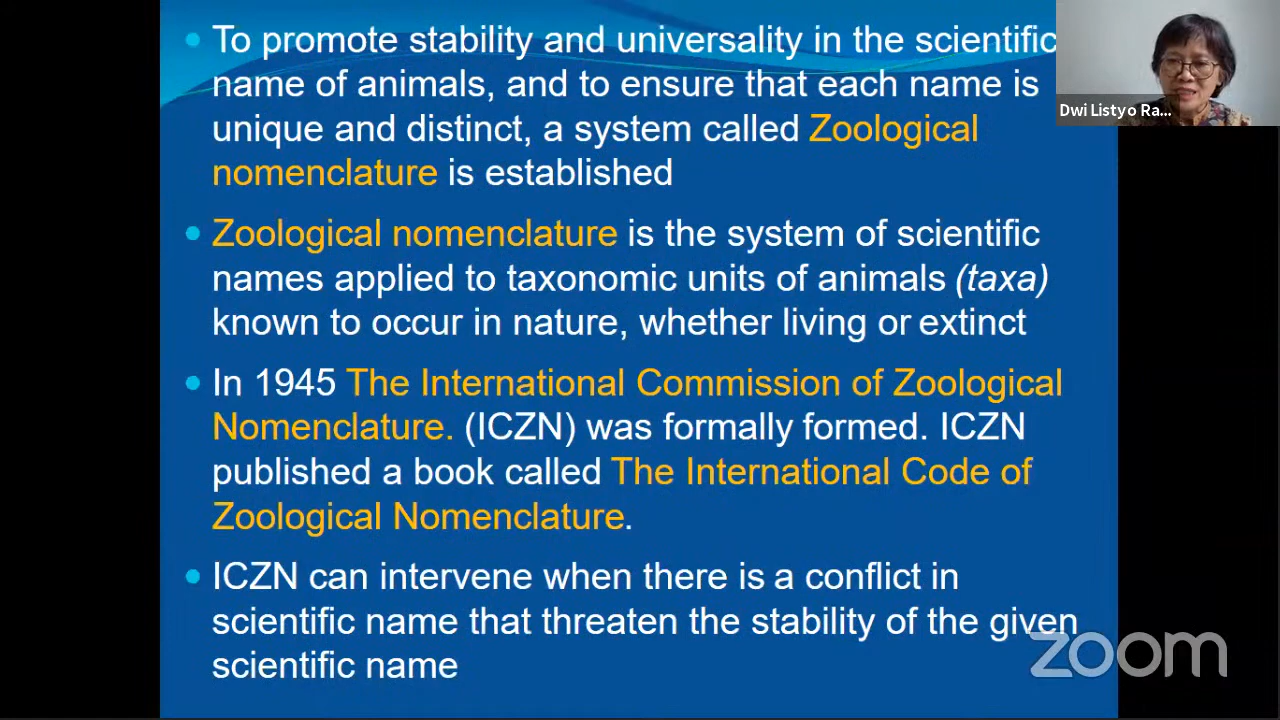 • To promote stability and universality in the scientific
name of animals, and to ensure that each name is
unique and distinct, a system called Zoological
nomenclature is established
• Zoological nomenclature is the system of scientific
names applied to taxonomic units of animals (taxa)
known to occur in nature, whether living or extinct
• In 1945 The International Commission of Zoological
Nomenclature. (ICZN) was formally formed. ICZN
published a book called The International Code of
Zoological Nomenclature.
• ICZN can intervene when there is a conflict in
scientific name that threaten the stability of the given
scientific name
Dwi Listyo Ra...
zoom